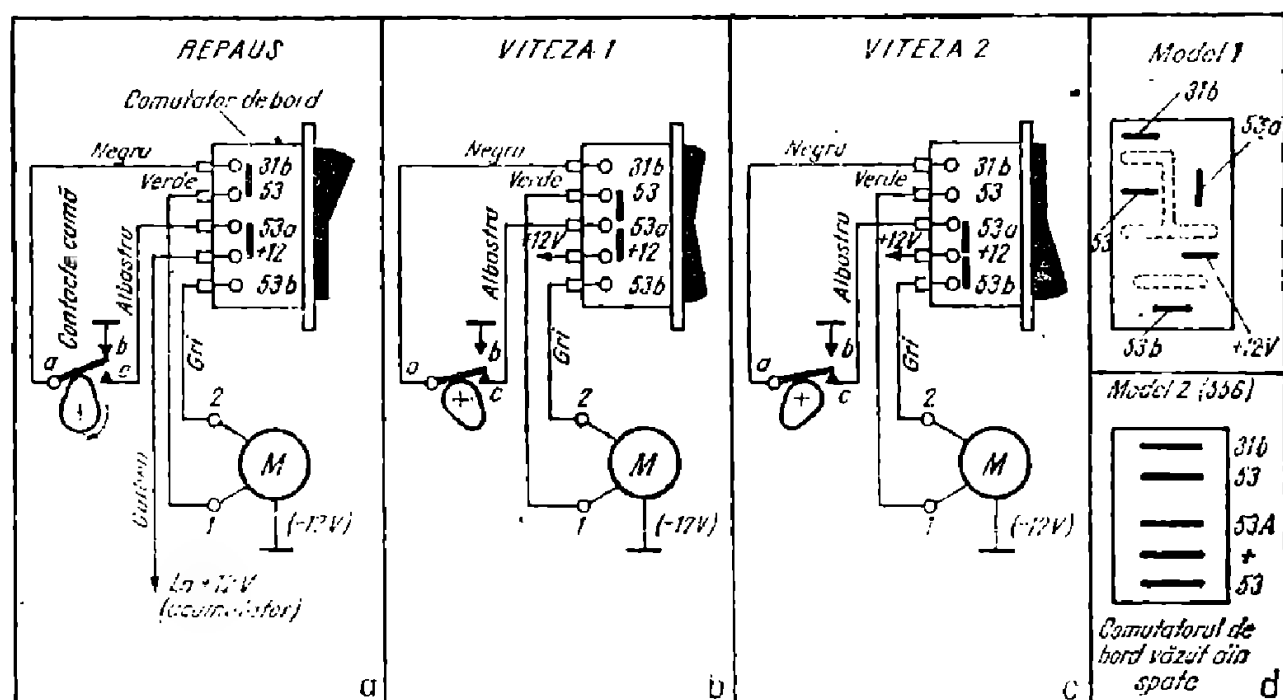 REPAUS
Comutator de bord
Negru
Verde
31b
53
53a
+12
53b
Contacte camă
Albastru
a
b
c
Gri
2
M
1
(-12V)
La +12V
(acumulator)
a
VITEZA 1
Negru
Verde
31b
53
53a
+12V
+12
53b
Albastru
a
b
c
Gri
2
M
1
(-12V)
b
VITEZA 2
Negru
Verde
31b
53
53a
+12V
+12
53b
Albastru
a
b
c
Gri
2
M
1
(-12V)
c
Model 1
31b
53a
53
53b
+12V
Model 2 (556)
31b
53
53A
+
53
Comutatorul de
bord văzut din
spate
d